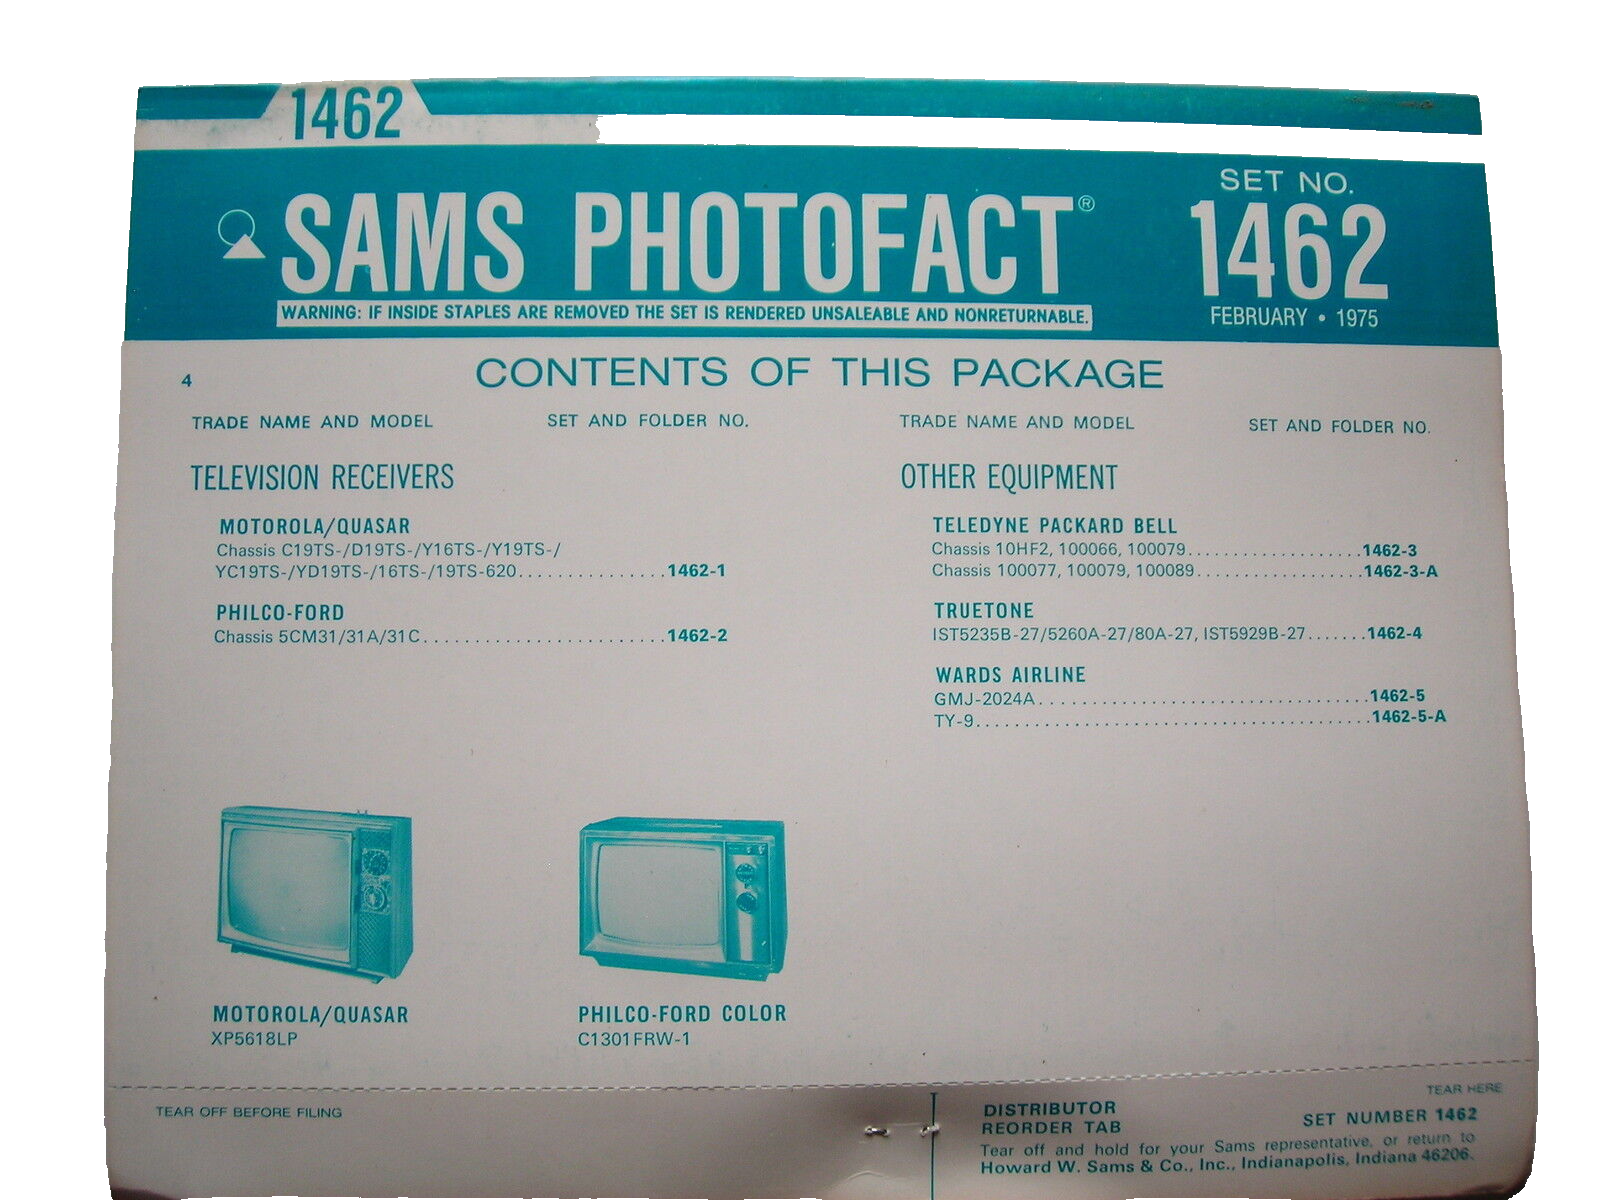 1462
SAMS PHOTOFACT®
WARNING: IF INSIDE STAPLES ARE REMOVED THE SET IS RENDERED UNSALEABLE AND NONRETURNABLE.
SET NO.
1462
FEBRUARY • 1975
4
CONTENTS OF THIS PACKAGE
TRADE NAME AND MODEL SET AND FOLDER NO.
TELEVISION RECEIVERS
MOTOROLA/QUASAR
Chassis C19TS-/D19TS-/Y16TS-/Y19TS-/
YC19TS-/YD19TS-/16TS-/19TS-620...............1462-1
PHILCO-FORD
Chassis 5CM31/31A/31C.........................1462-2
TRADE NAME AND MODEL SET AND FOLDER NO.
OTHER EQUIPMENT
TELEDYNE PACKARD BELL
Chassis 10HF2, 100066, 100079..................1462-3
Chassis 100077, 100079, 100089.................1462-3-A
TRUETONE
IST5235B-27/5260A-27/80A-27, IST5929B-27.......1462-4
WARDS AIRLINE
GMJ-2024A..................................1462-5
TY-9........................................1462-5-A
MOTOROLA/QUASAR
XP5618LP
PHILCO-FORD COLOR
C1301FRW-1
TEAR OFF BEFORE FILING
TEAR HERE
DISTRIBUTOR
REORDER TAB
SET NUMBER 1462
Tear off and hold for your Sams representative, or return to
Howard W. Sams & Co., Inc., Indianapolis, Indiana 46206.